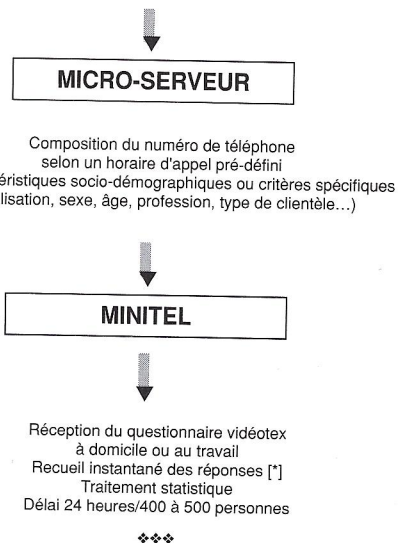 MICRO-SERVEUR
Composition du numéro de téléphone
selon un horaire d'appel pré-défini
socio-démographiques ou critères spécifiques
sexe, âge, profession, type de clientèle...)
MINITEL
Réception du questionnaire vidéotex
à domicile ou au travail
Recueil instantané des réponses [*]
Traitement statistique
Délai 24 heures/400 à 500 personnes